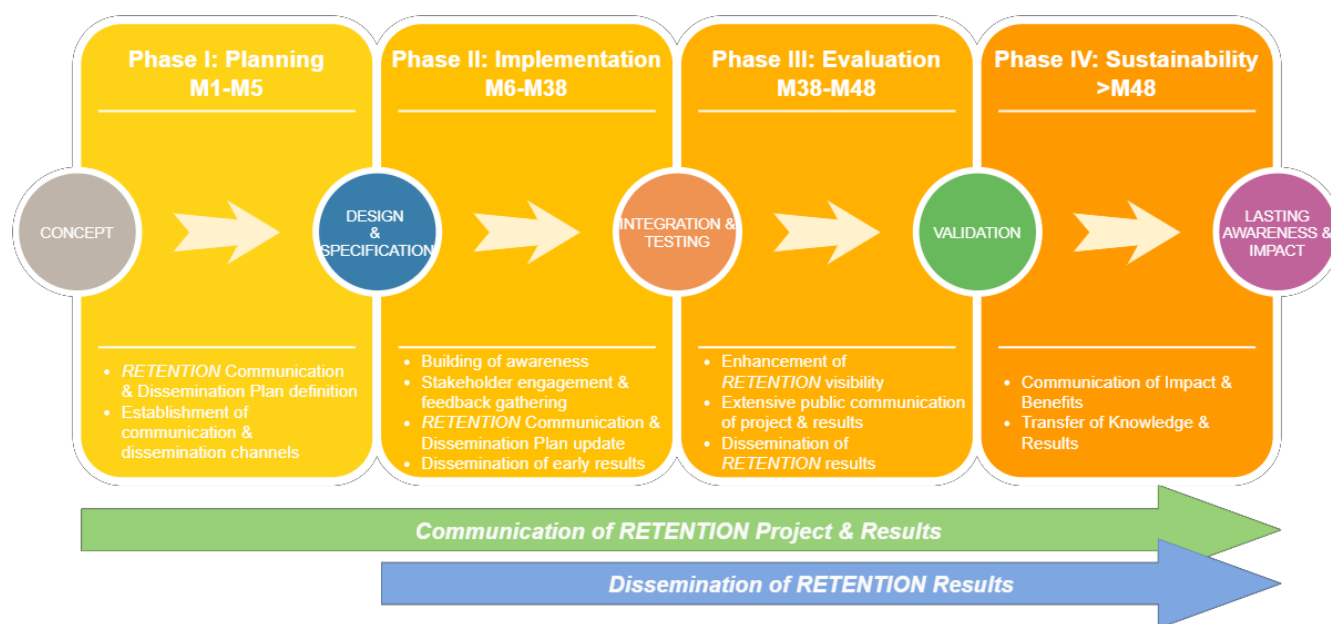 Phase I: Planning
M1-M5
Phase II: Implementation
M6-M38
Phase III: Evaluation
M38-M48
Phase IV: Sustainability
>M48
CONCEPT
DESIGN
&
SPECIFICATION
INTEGRATION &
TESTING
VALIDATION
LASTING
AWARENESS &
IMPACT
• RETENTION Communication
& Dissemination Plan definition
• Establishment of
communication &
dissemination channels
• Building of awareness
• Stakeholder engagement &
feedback gathering
• RETENTION Communication &
Dissemination Plan update
• Dissemination of early results
• Enhancement of
RETENTION visibility
• Extensive public communication
of project & results
• Dissemination of
RETENTION results
• Communication of Impact &
Benefits
• Transfer of Knowledge &
Results
Communication of RETENTION Project & Results
Dissemination of RETENTION Results